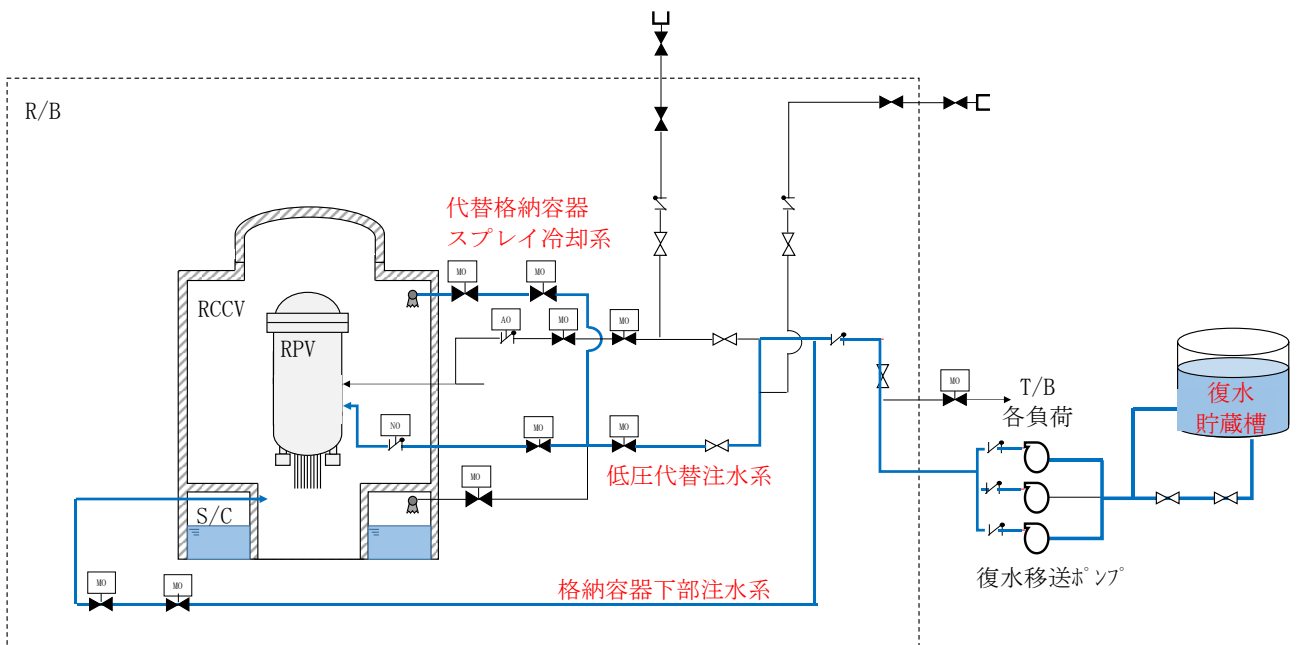 R/B
代替格納容器
スプレイ冷却系
MO
MO
RCCV
AO
MO
MO
RPV
MO
T/B
各負荷
復水
貯蔵槽
NO
MO
MO
低圧代替注水系
MO
S/C
復水移送ﾎﾟﾝﾌﾟ
MO
MO
格納容器下部注水系